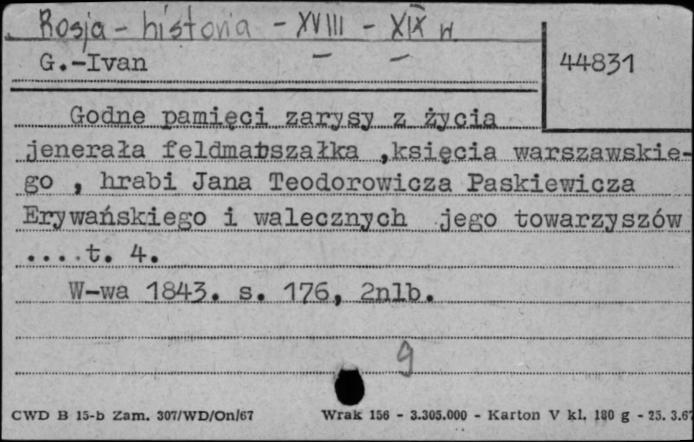 Rosja - historia - XVIII - XIX w.
G.-Ivan
44831
Godne pamięci zarysy z życia
jenerała feldmarszałka ,księcia warszawskie-
go , hrabi Jana Teodorowicza Paskiewicza
Erywańskiego i walecznych jego towarzyszów
....t. 4.
W-wa 1843. s. 176, 2nlb.
9
CWD B 15-b Zam. 307/WD/On/67 Wrak 156 - 3.305.000 - Karton V kl. 180 g - 25. 3.67